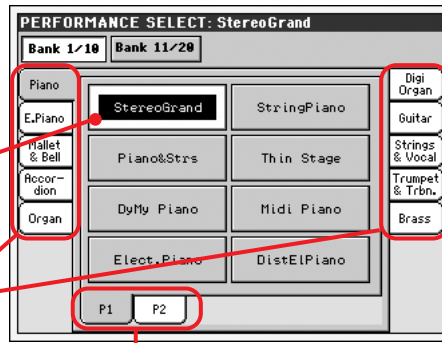 PERFORMANCE SELECT: StereoGrand
Bank 1/10 Bank 11/20
Piano
E.Piano
Mallet
& Bell
Accor-
dion
Organ
StereoGrand StringPiano
Piano&Strs Thin Stage
DyMy Piano Midi Piano
Elect.Piano DistElPiano
Digi
Organ
Guitar
Strings
& Vocal
Trumpet
& Trbn.
Brass
P1 P2